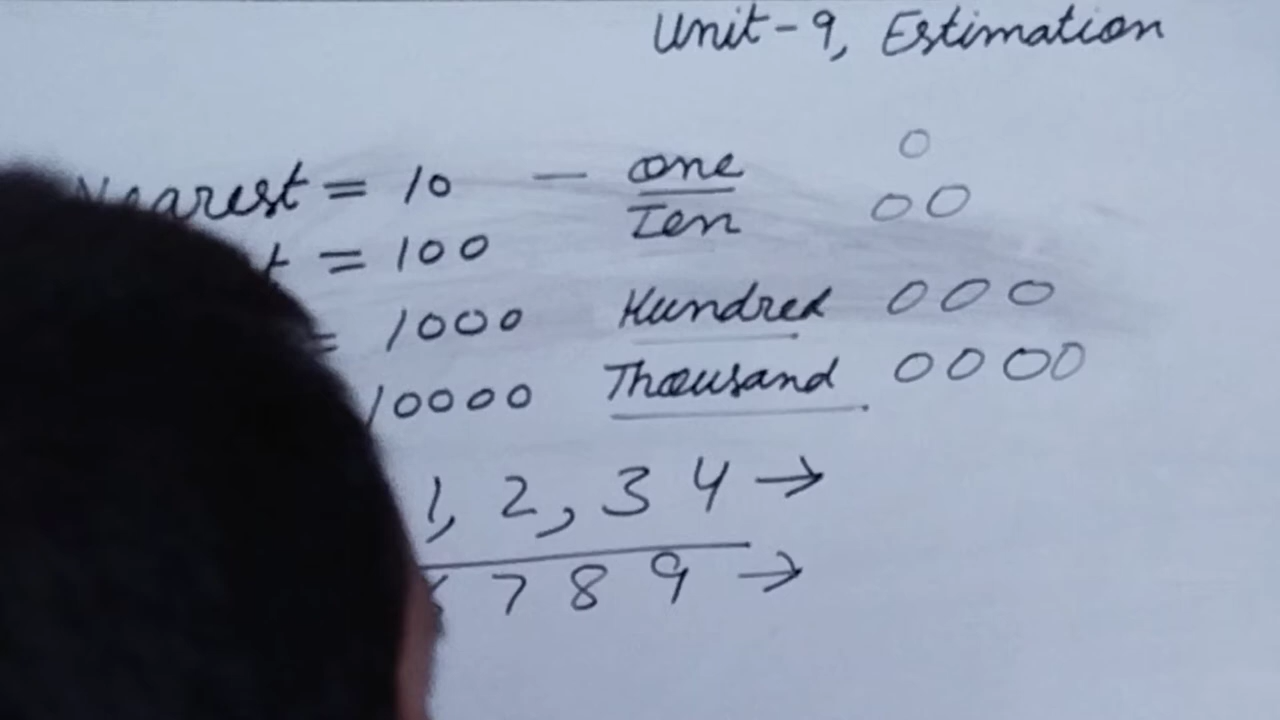 Unit-9, Estimation
Nearest = 10 — one 0
= 100 Ten 00
= 1000 Hundred 000
10000 Thousand 0000
1, 2, 3 4 →
7 8 9 →